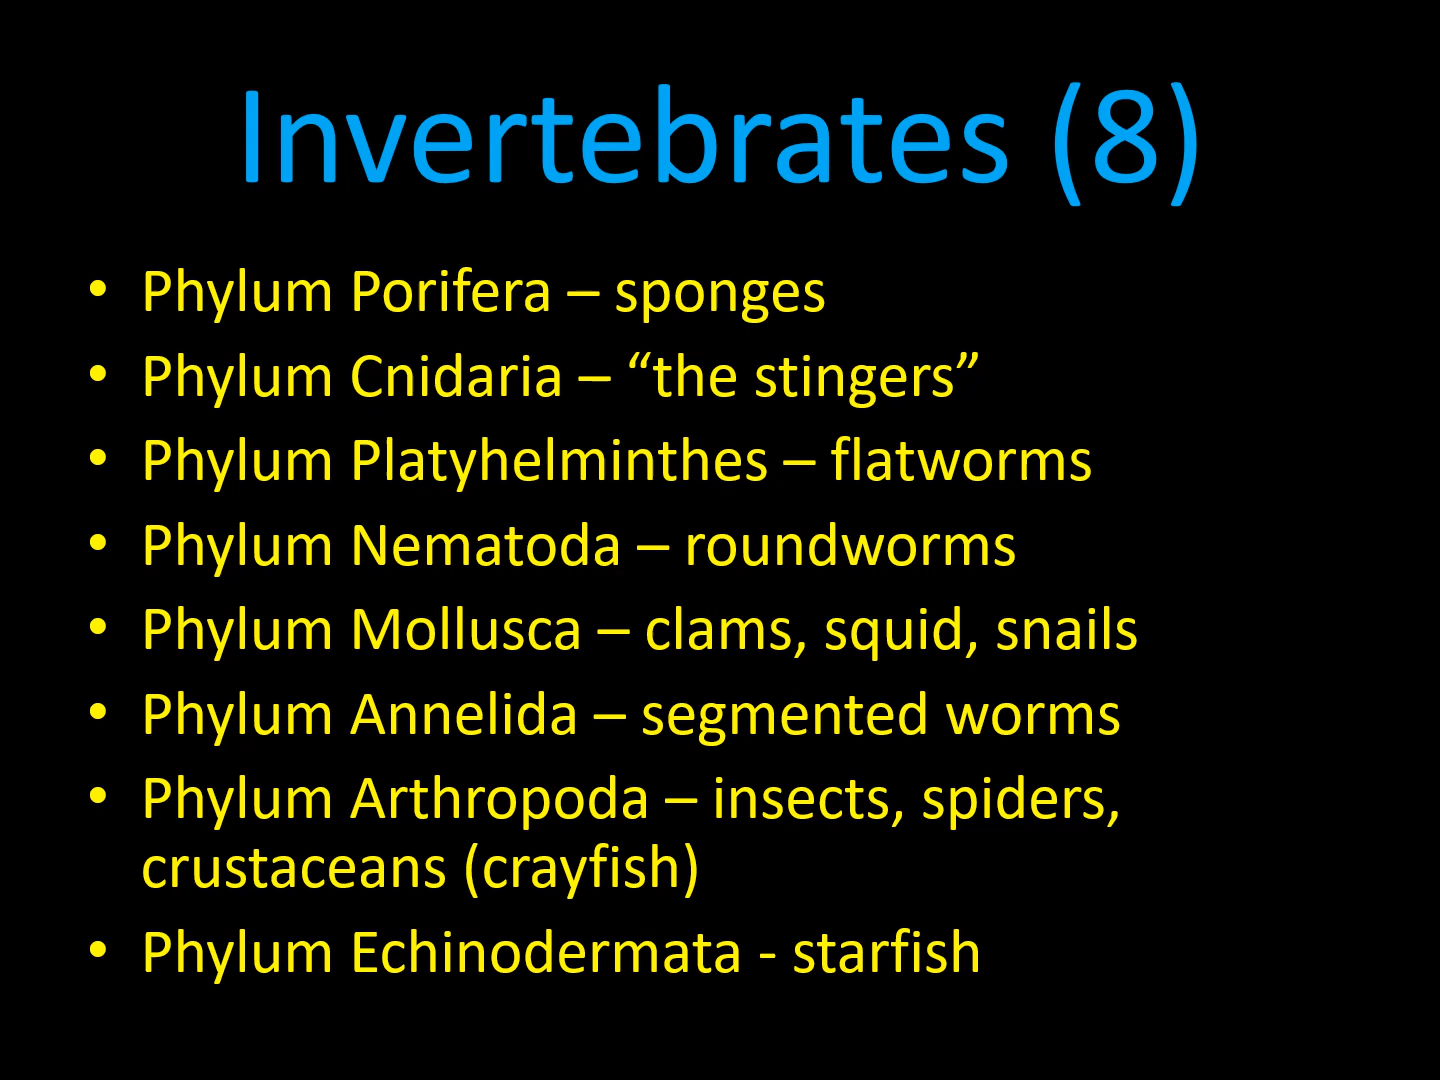 Invertebrates (8)
• Phylum Porifera – sponges
• Phylum Cnidaria – “the stingers”
• Phylum Platyhelminthes – flatworms
• Phylum Nematoda – roundworms
• Phylum Mollusca – clams, squid, snails
• Phylum Annelida – segmented worms
• Phylum Arthropoda – insects, spiders,
crustaceans (crayfish)
• Phylum Echinodermata - starfish